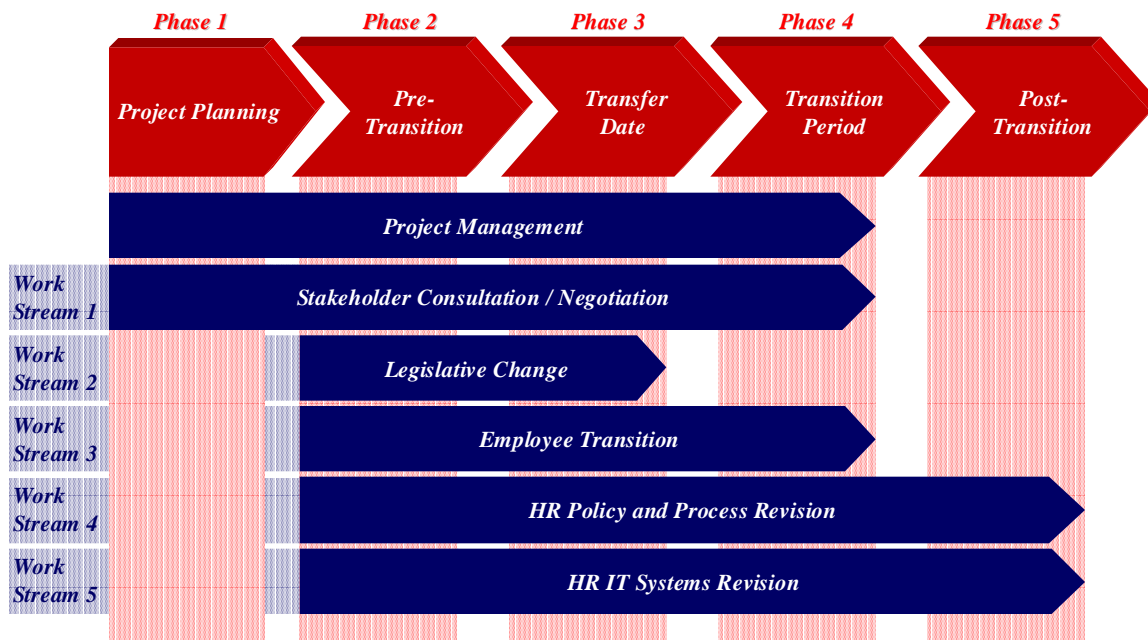 Phase 1
Phase 2
Phase 3
Phase 4
Phase 5
Project Planning
Pre-
Transition
Transfer
Date
Transition
Period
Post-
Transition
Project Management
Work
Stream 1
Stakeholder Consultation / Negotiation
Work
Stream 2
Legislative Change
Work
Stream 3
Employee Transition
Work
Stream 4
HR Policy and Process Revision
Work
Stream 5
HR IT Systems Revision